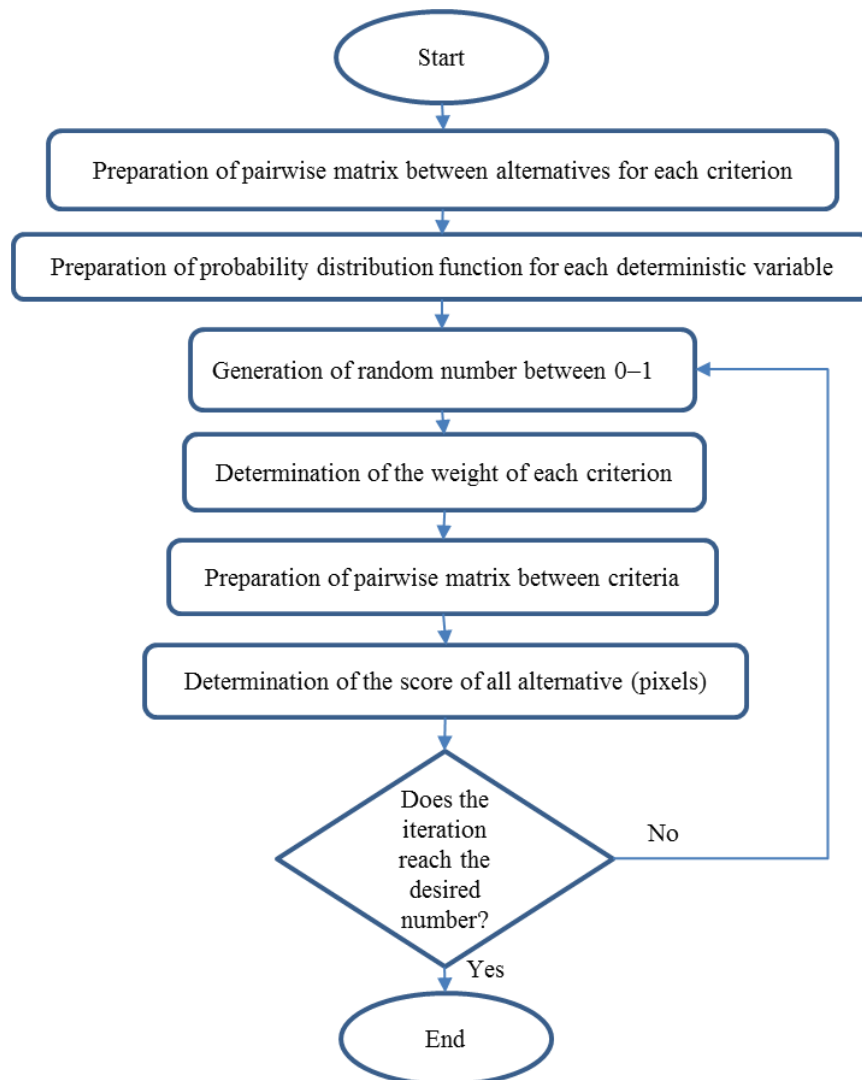 Start
Preparation of pairwise matrix between alternatives for each criterion
Preparation of probability distribution function for each deterministic variable
Generation of random number between 0–1
Determination of the weight of each criterion
Preparation of pairwise matrix between criteria
Determination of the score of all alternative (pixels)
Does the
iteration
reach the
desired
number?
No
Yes
End